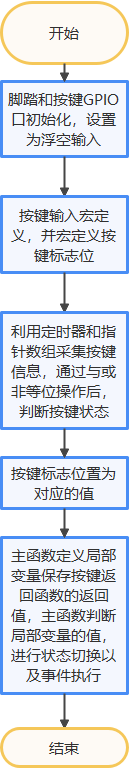 开始
脚踏和按键GPIO
口初始化，设置
为浮空输入
按键输入宏定
义，并宏定义按
键标志位
利用定时器和指
针数组采集按键
信息，通过与或
非等位操作后，
判断按键状态
按键标志位置为
对应的值
主函数定义局部
变量保存按键返
回函数的返回
值，主函数判断
局部变量的值，
进行状态切换以
及事件执行
结束